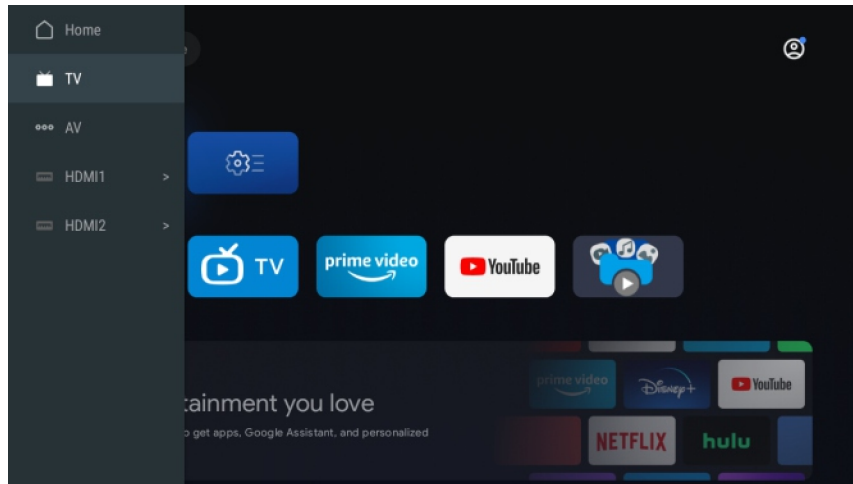 Home
TV
AV
HDMI1 >
HDMI2 >
TV
prime video
YouTube
tainment you love
o get apps, Google Assistant, and personalized
prime video
Disney+
YouTube
NETFLIX
hulu